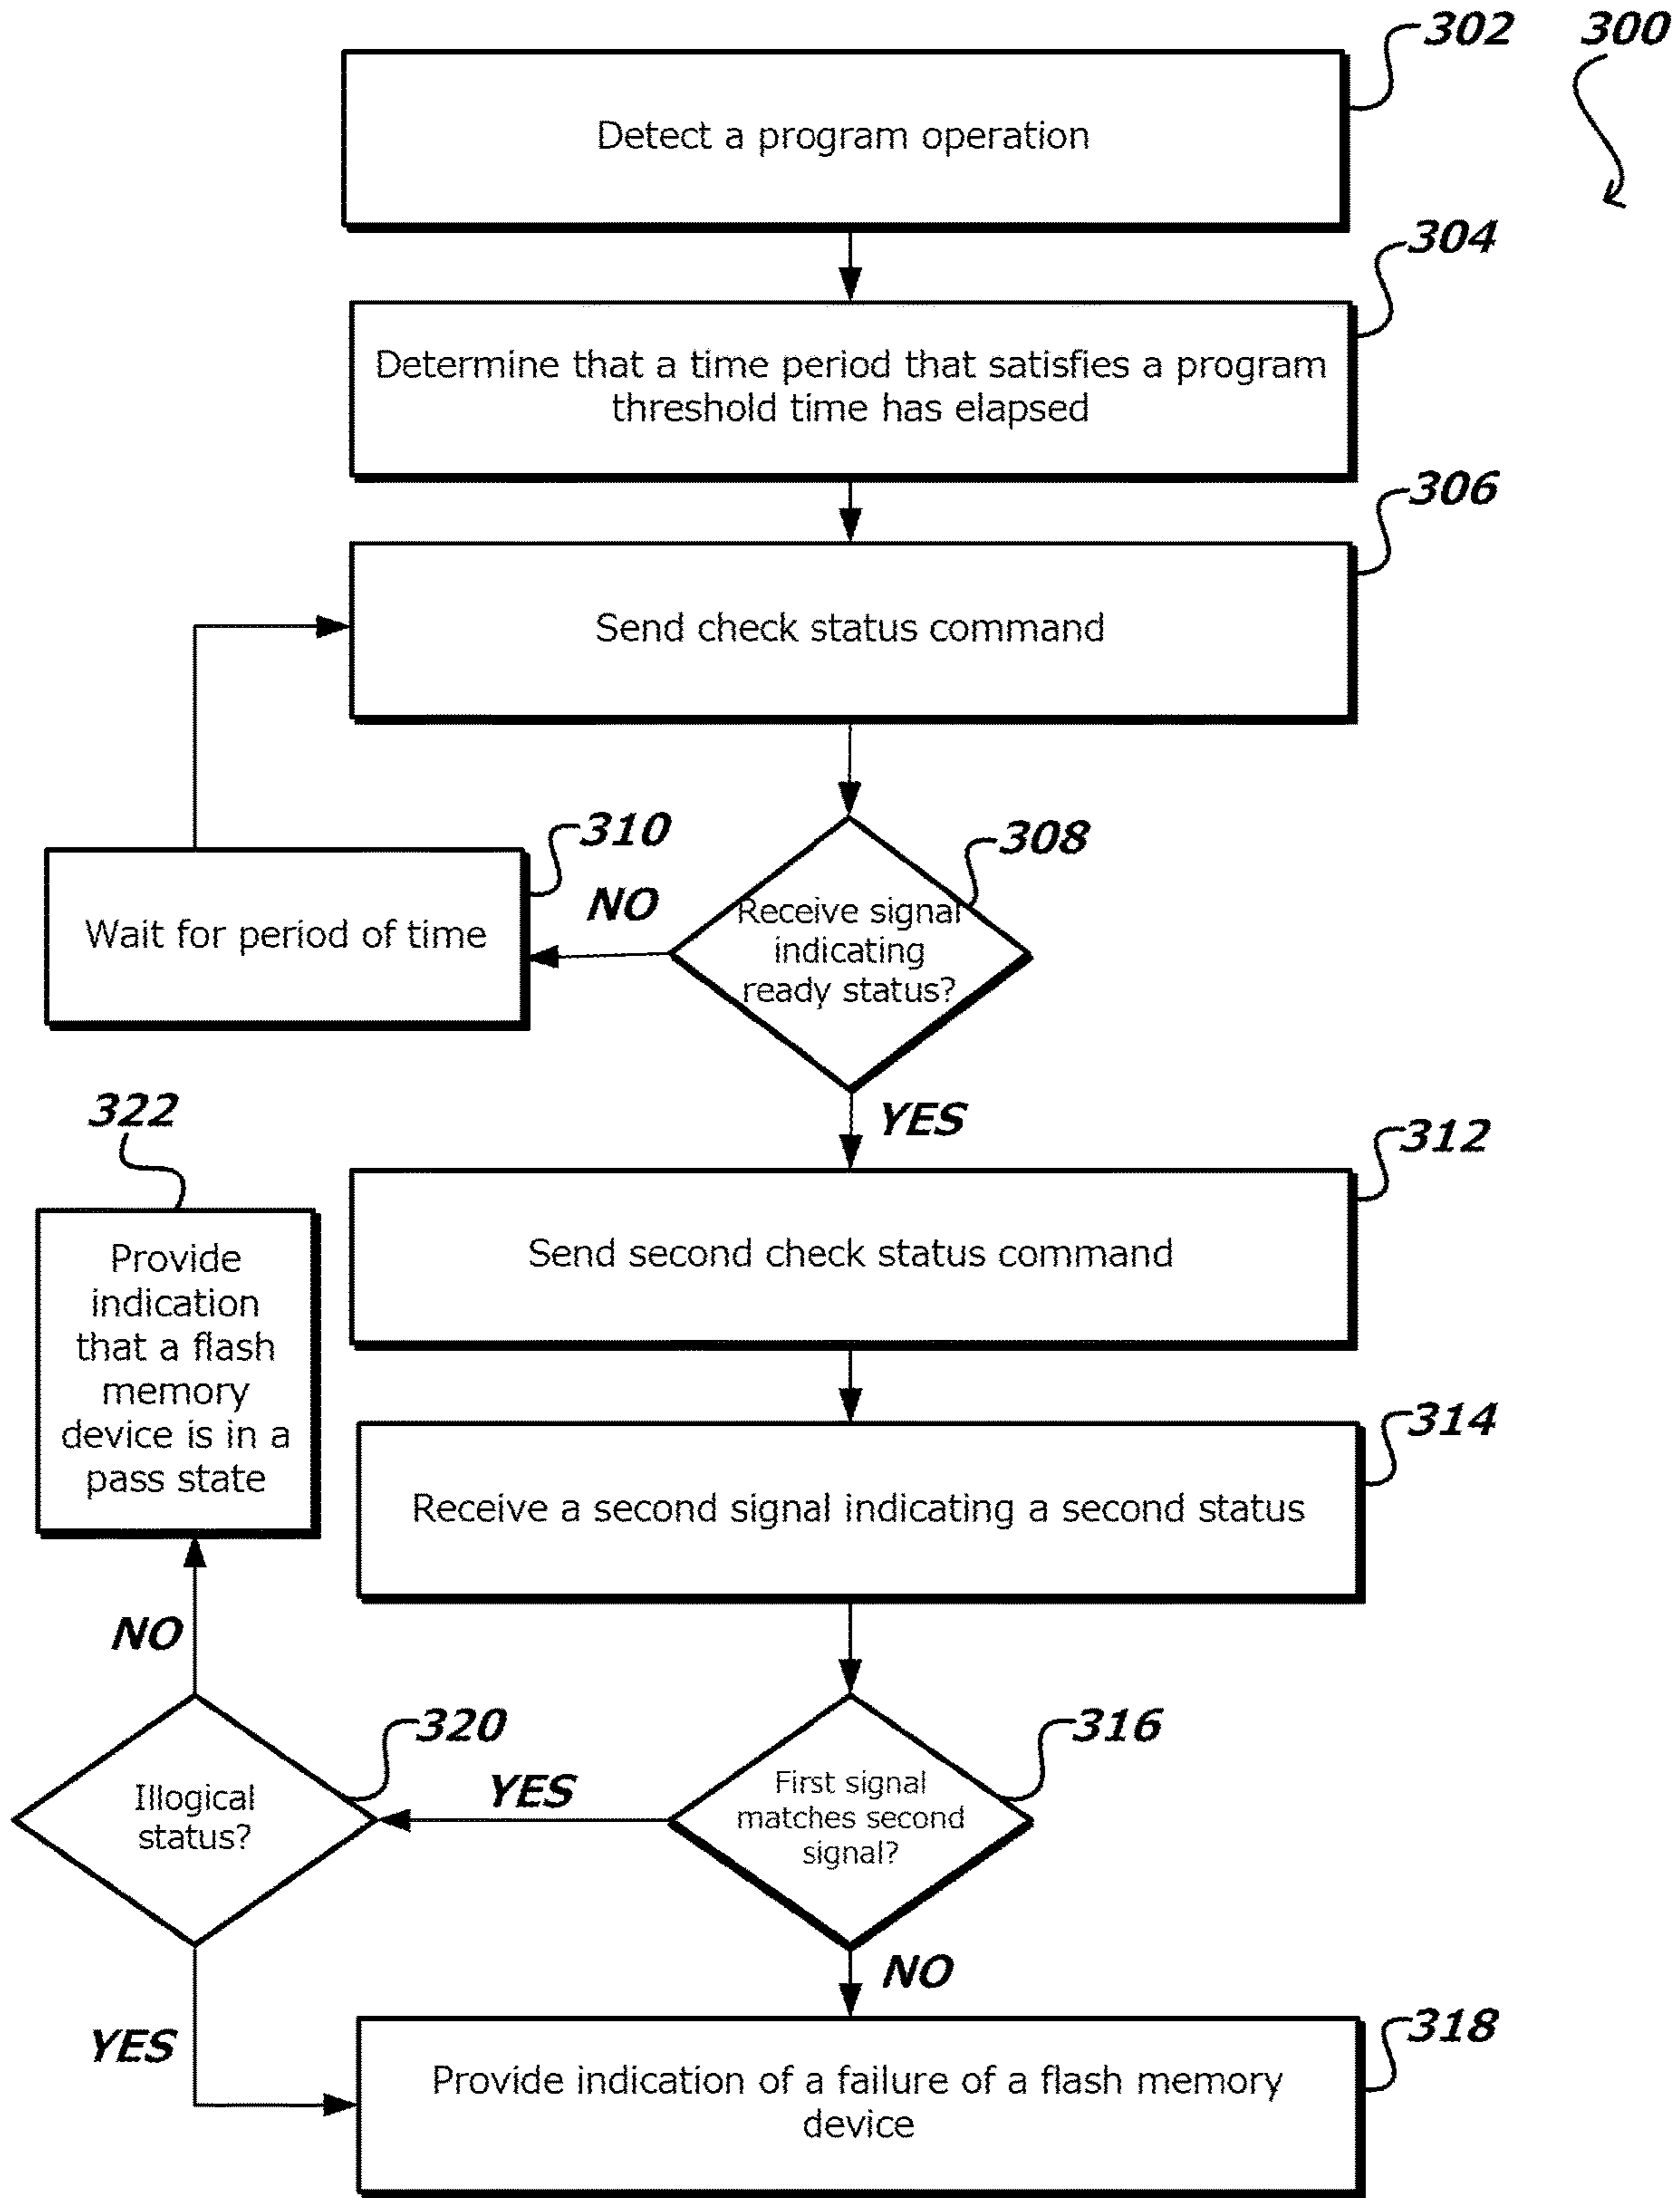 302
300
Detect a program operation
304
Determine that a time period that satisfies a program
threshold time has elapsed
306
Send check status command
310
308
NO
Wait for period of time
Receive signal
indicating
ready status?
322
YES
312
Provide
indication
that a flash
memory
device is in a
pass state
Send second check status command
314
Receive a second signal indicating a second status
NO
320
316
YES
Illogical
status?
First signal
matches second
signal?
NO
YES
318
Provide indication of a failure of a flash memory
device